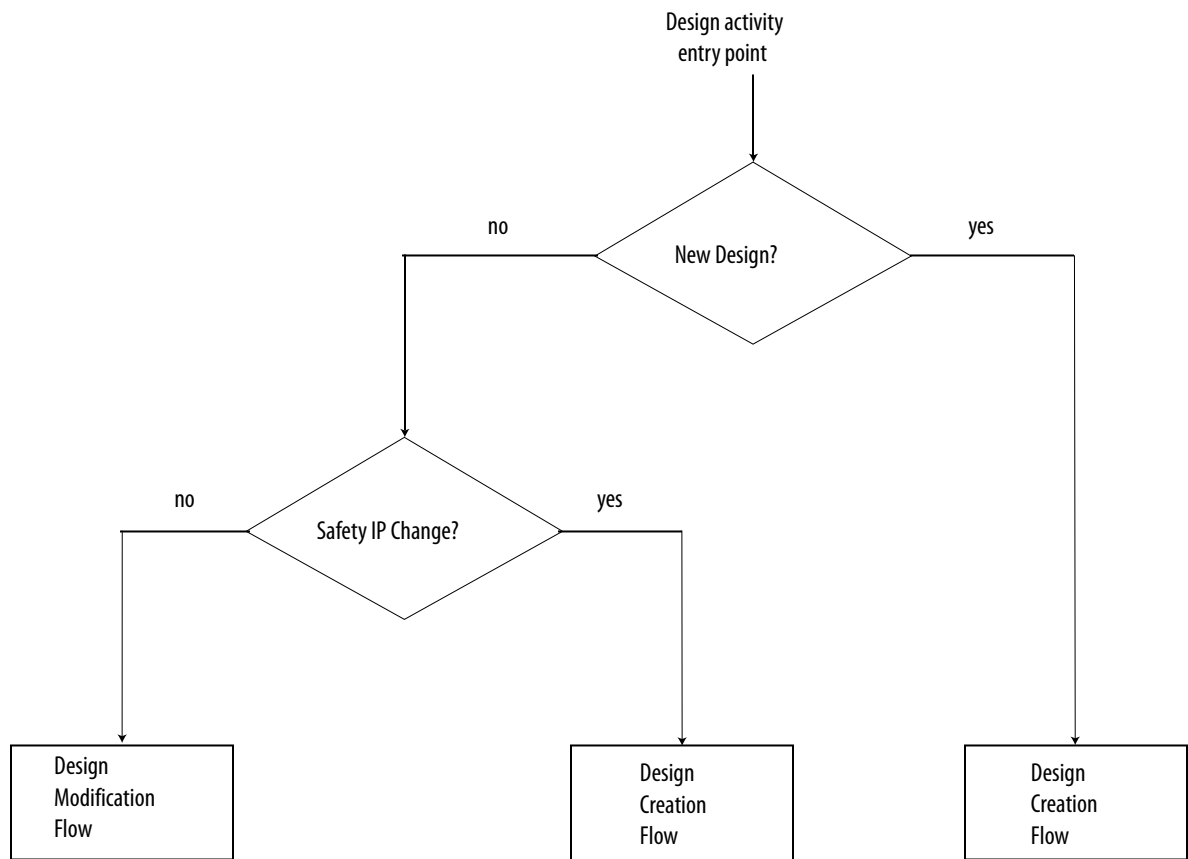 Design activity
entry point
no
yes
New Design?
no
yes
Safety IP Change?
Design
Modification
Flow
Design
Creation
Flow
Design
Creation
Flow